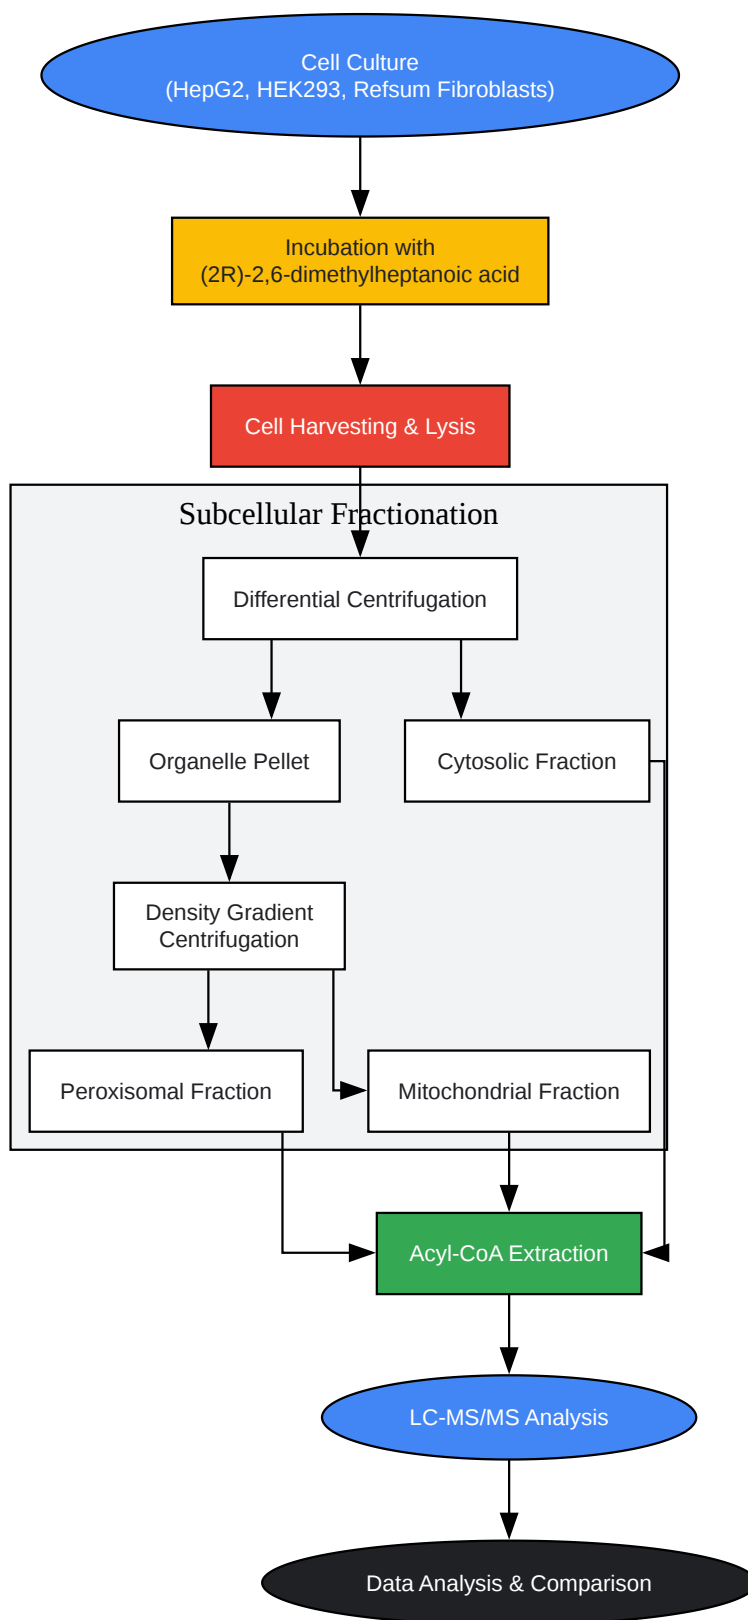 Cell Culture
(HepG2, HEK293, Refsum Fibroblasts)
Incubation with
(2R)-2,6-dimethylheptanoic acid
Cell Harvesting & Lysis
Subcellular Fractionation
Differential Centrifugation
Organelle Pellet
Cytosolic Fraction
Density Gradient
Centrifugation
Peroxisomal Fraction
Mitochondrial Fraction
Acyl-CoA Extraction
LC-MS/MS Analysis
Data Analysis & Comparison